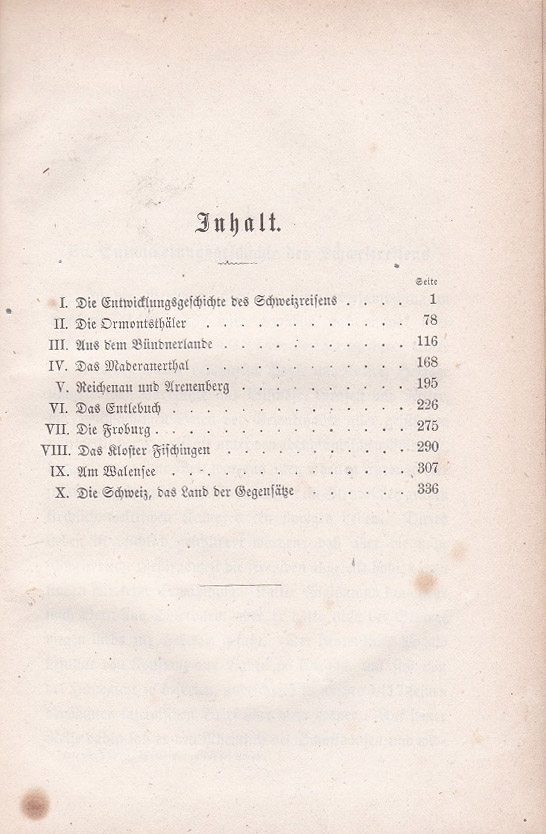 Inhalt.
Seite
I. Die Entwicklungsgeschichte des Schweizreisens . . . . 1
II. Die Ormontsthäler . . . . . . . . . . . 78
III. Aus dem Bündnerlande . . . . . . . . . . 116
IV. Das Maderanerthal . . . . . . . . . . . 168
V. Reichenau und Arenenberg . . . . . . . . . 195
VI. Das Entlebuch . . . . . . . . . . . . 226
VII. Die Froburg . . . . . . . . . . . . . 275
VIII. Das Kloster Fischingen . . . . . . . . . . 290
IX. Am Walensee . . . . . . . . . . . . 307
X. Die Schweiz, das Land der Gegensätze . . . . . . 336